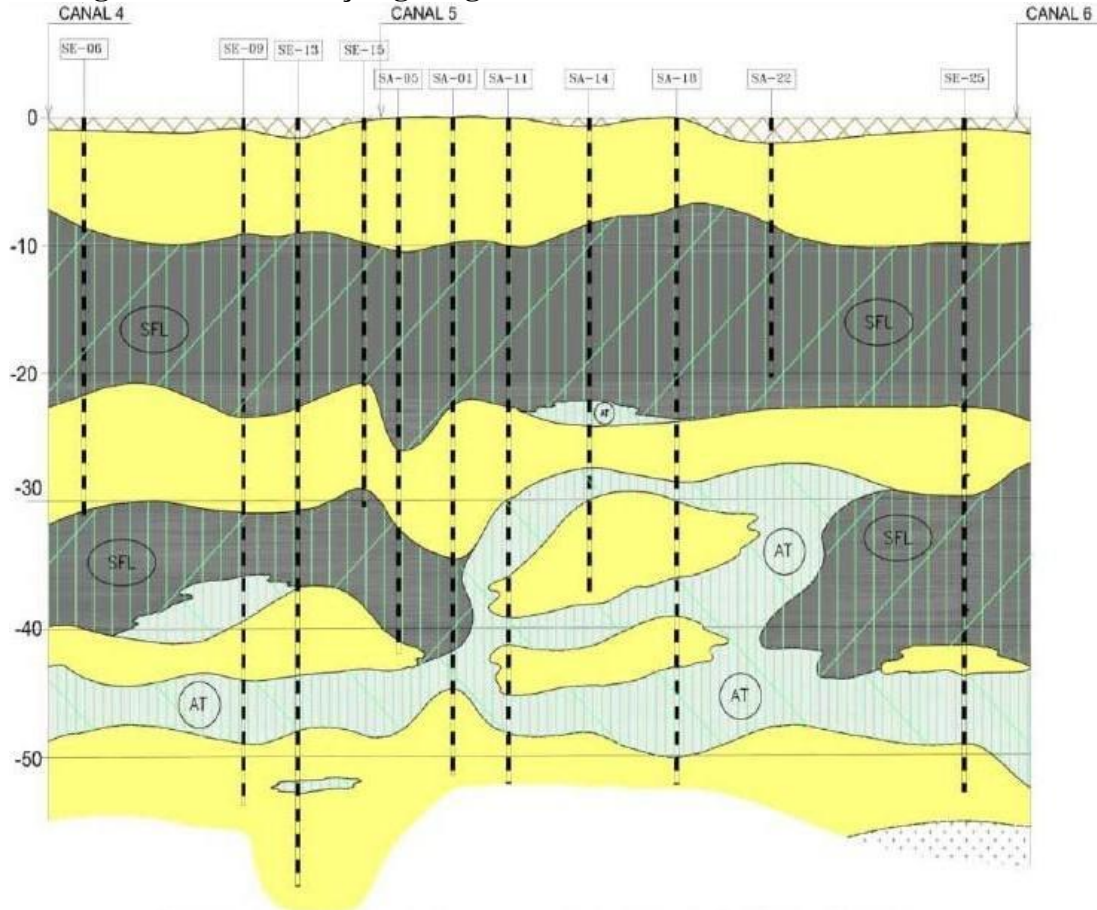 CANAL 4 CANAL 5 CANAL 6
SE-06 SE-09 SE-13 SE-15
SA-05 SA-01 SA-11 SA-14 SA-18 SA-22 SE-25
0
-10
SFL SFL
-20
AT
-30
AT SFL
SFL
-40
AT AT
-50